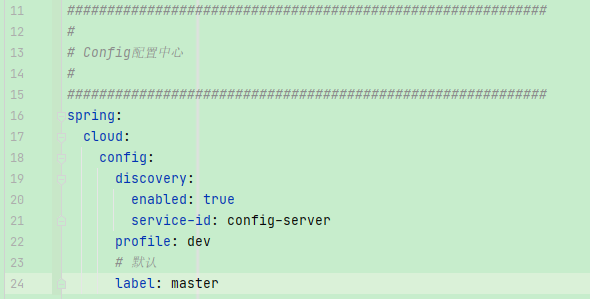 11 ############################################################
12 #
13 # Config配置中心
14 #
15 ############################################################
16 spring:
17   cloud:
18     config:
19       discovery:
20         enabled: true
21         service-id: config-server
22       profile: dev
23       # 默认
24       label: master